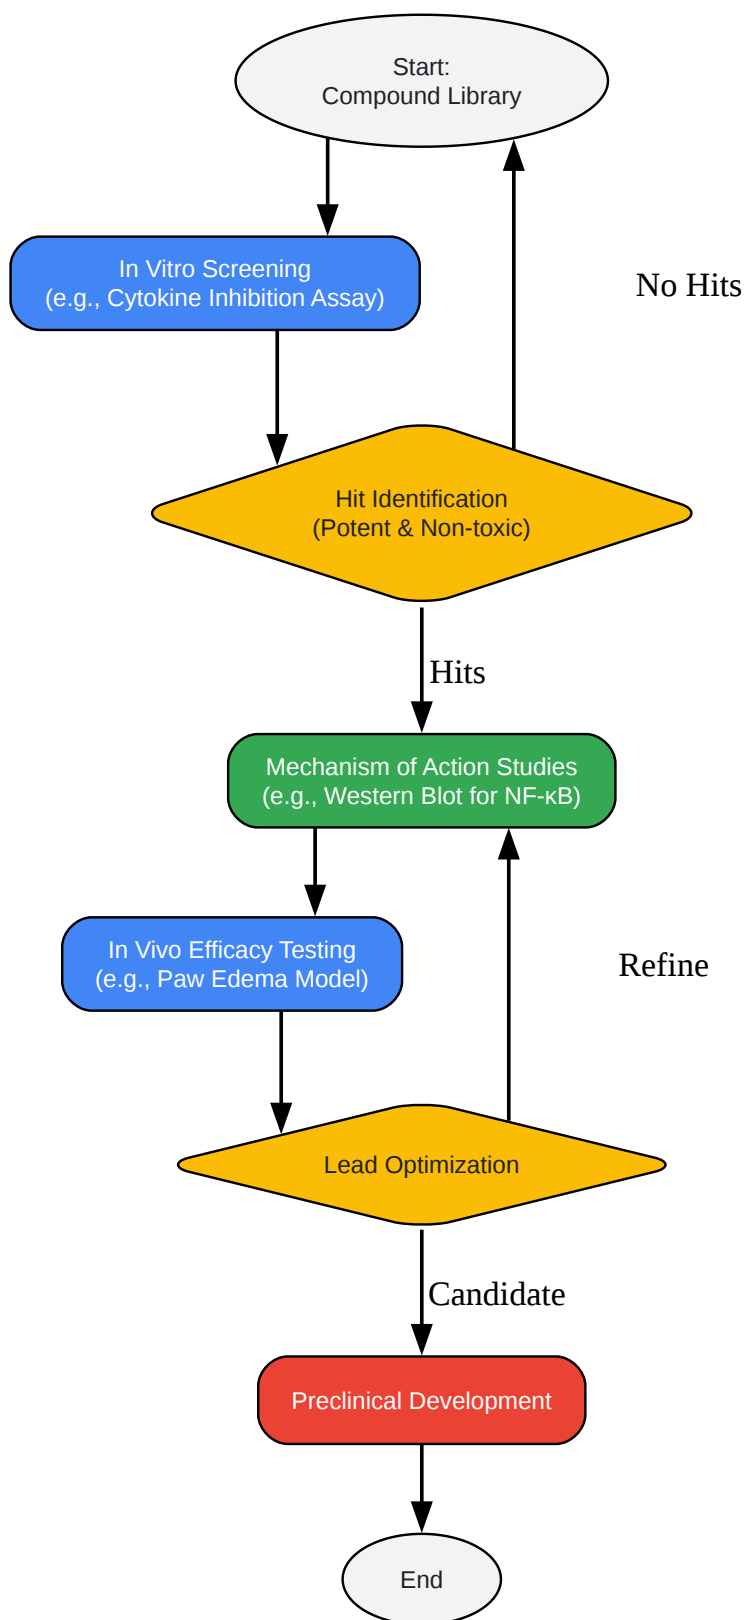 Start:
Compound Library
In Vitro Screening
(e.g., Cytokine Inhibition Assay)
No Hits
Hit Identification
(Potent & Non-toxic)
Hits
Mechanism of Action Studies
(e.g., Western Blot for NF-κB)
In Vivo Efficacy Testing
(e.g., Paw Edema Model)
Refine
Lead Optimization
Candidate
Preclinical Development
End